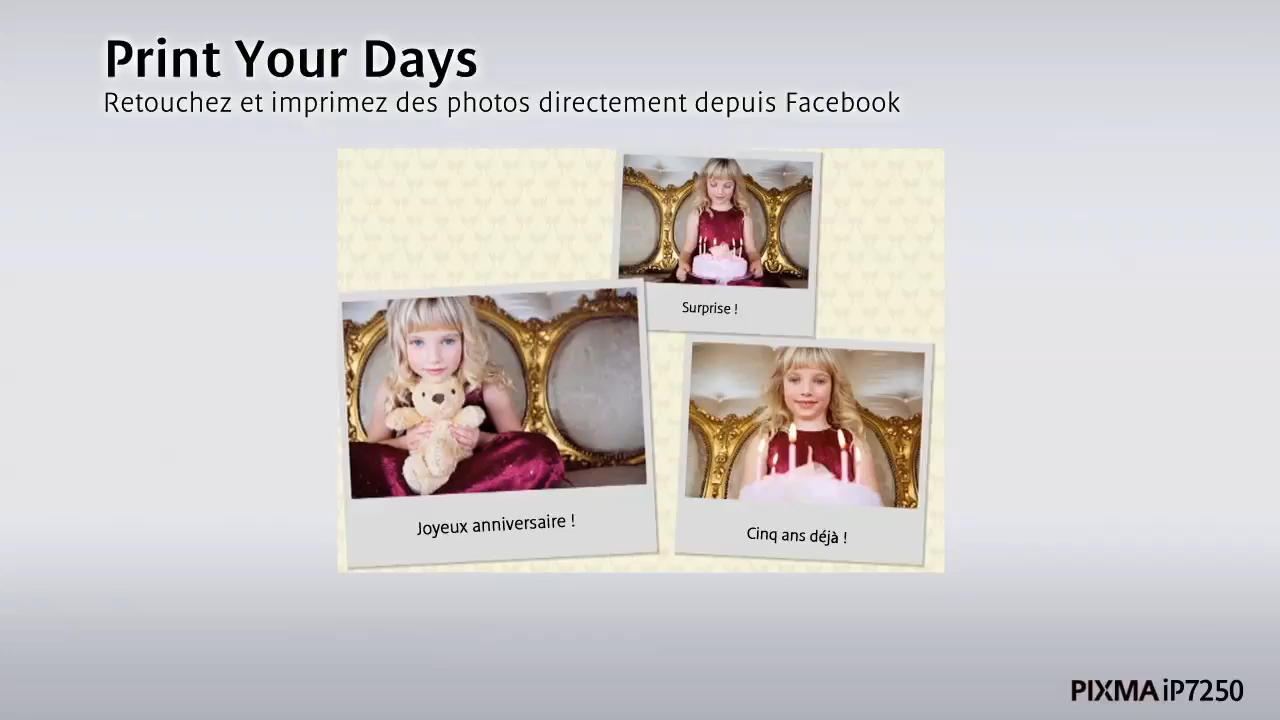 Print Your Days
Retouchez et imprimez des photos directement depuis Facebook
Surprise !
Joyeux anniversaire !
Cinq ans déjà !
PIXMA iP7250